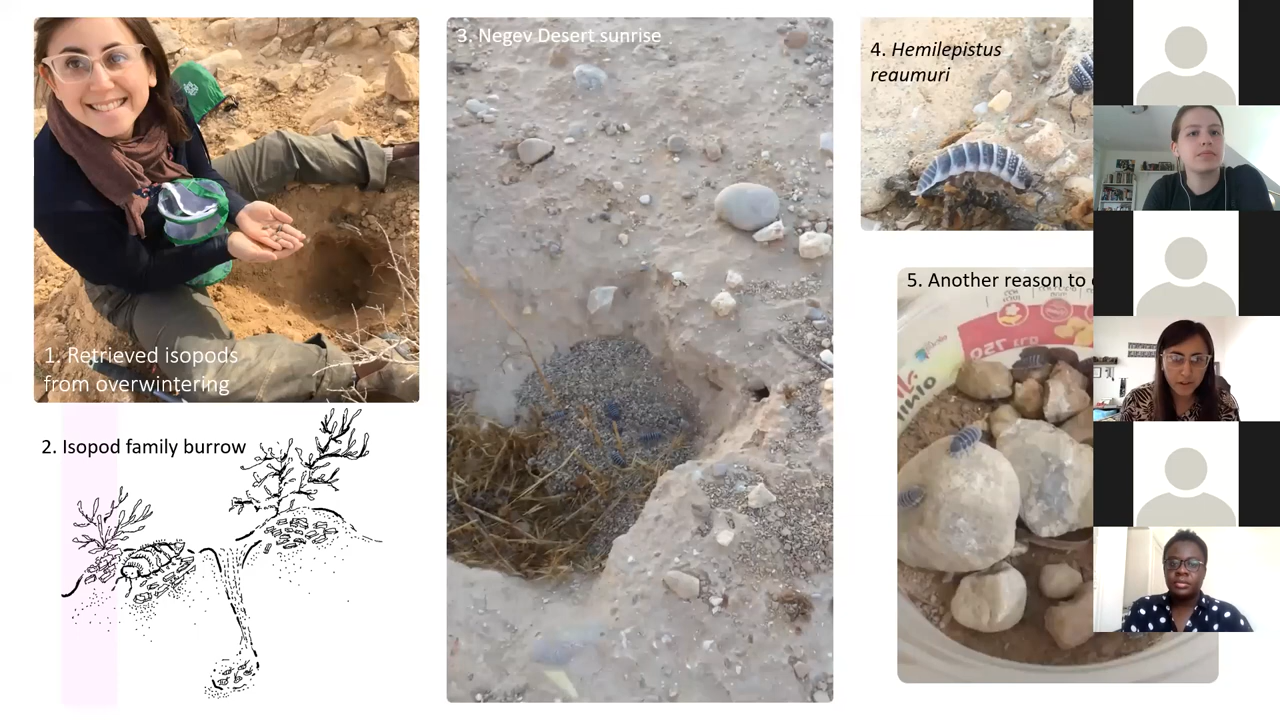 1. Retrieved isopods
from overwintering
2. Isopod family burrow
3. Negev Desert sunrise
4. Hemilepistus
reaumuri
5. Another reason to
750